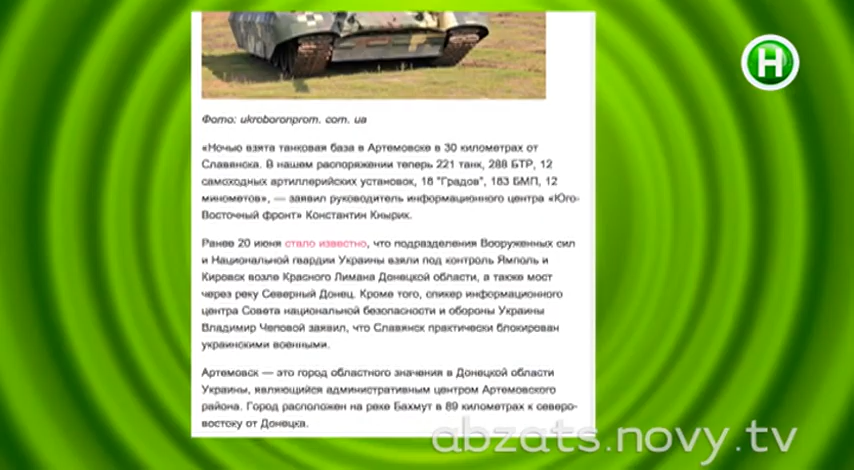 Н
Фото: ukroboronprom. com. ua
«Ночью взята танковая база в Артемовске в 30 километрах от
Славянска. В нашем распоряжении теперь 221 танк, 288 БТР, 12
самоходных артиллерийских установок, 18 "Градов", 183 БМП, 12
минометов», — заявил руководитель информационного центра «Юго-
Восточный фронт» Константин Кнырик.
Ранее 20 июня стало известно, что подразделения Вооруженных сил
и Национальной гвардии Украины взяли под контроль Ямполь и
Кировск возле Красного Лимана Донецкой области, а также мост
через реку Северный Донец. Кроме того, спикер информационного
центра Совета национальной безопасности и обороны Украины
Владимир Чеповой заявил, что Славянск практически блокирован
украинскими военными.
Артемовск — это город областного значения в Донецкой области
Украины, являющийся административным центром Артемовского
района. Город расположен на реке Бахмут в 89 километрах к северо-
востоку от Донецка.
abzats.novy.tv